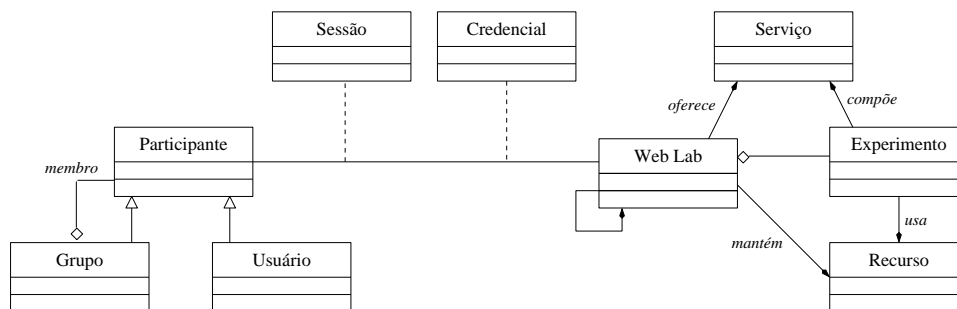 Sessão
Credencial
Serviço
oferece
compõe
Participante
Web Lab
Experimento
membro
usa
mantém
Grupo
Usuário
Recurso